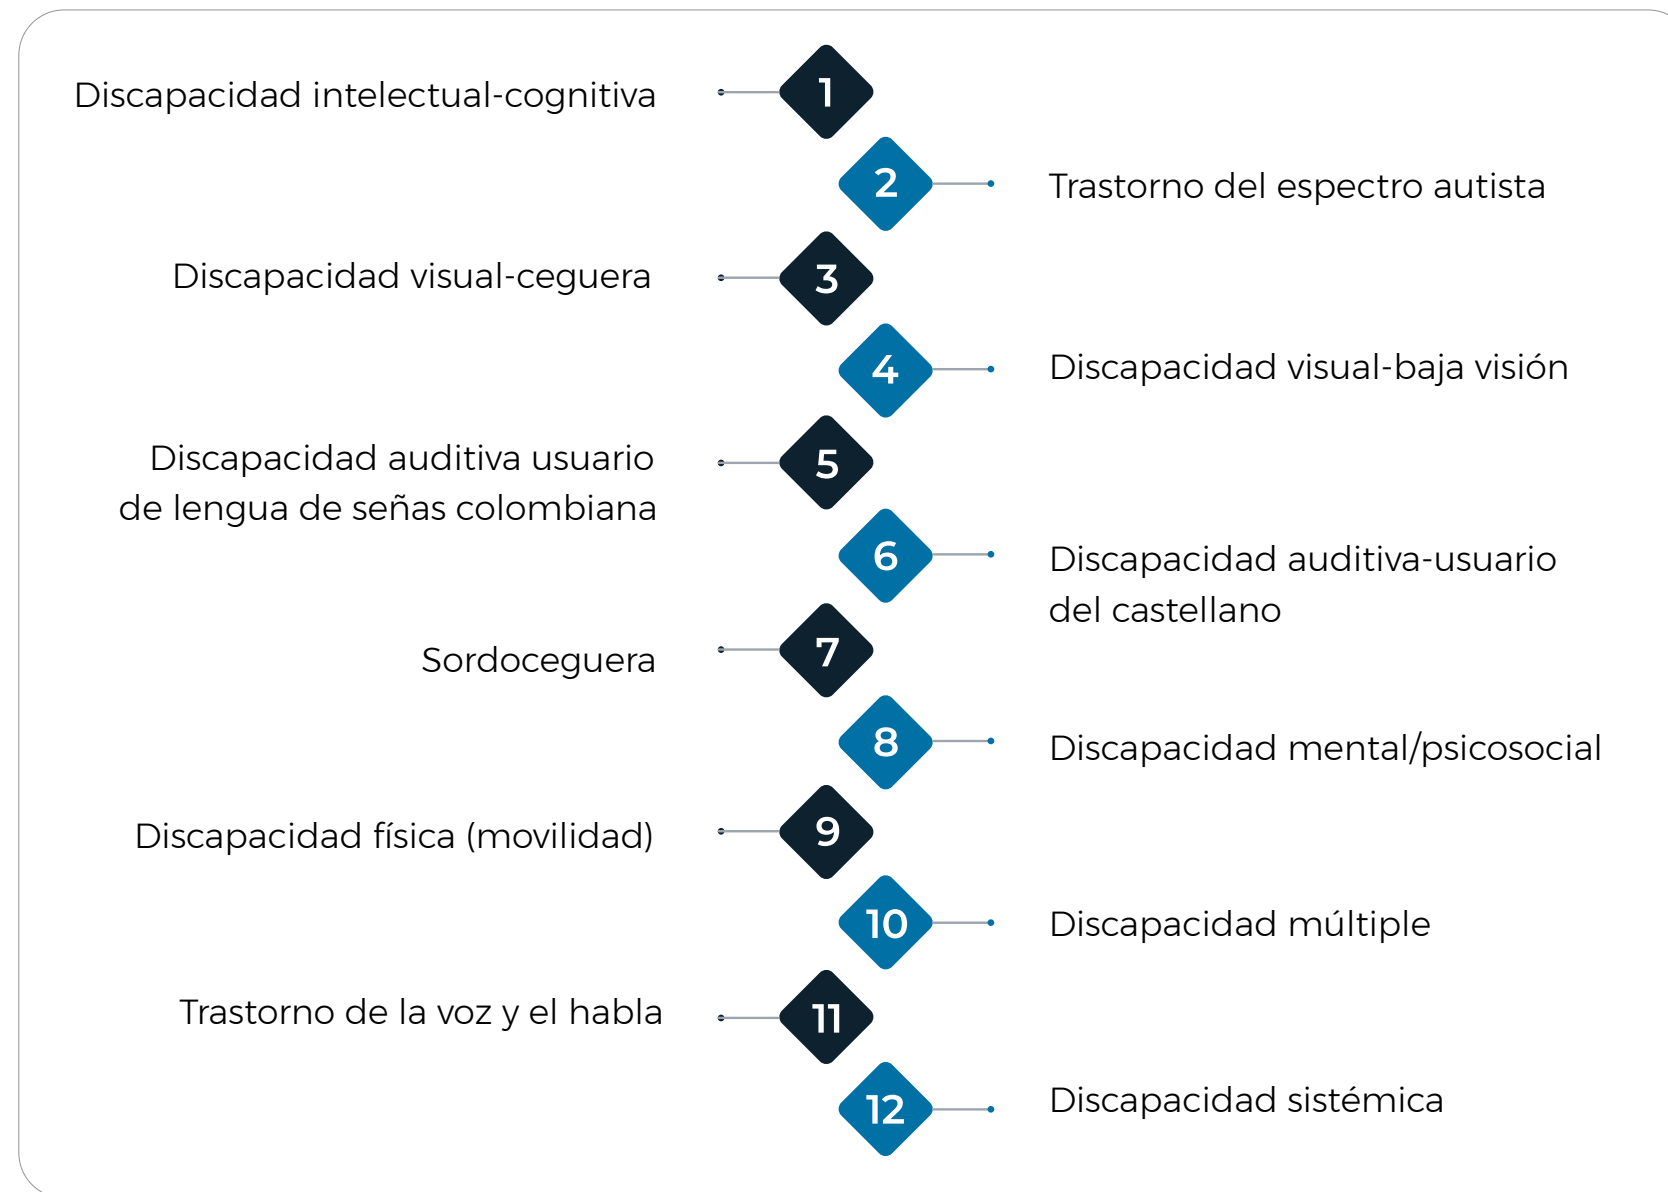 Discapacidad intelectual-cognitiva
1
2
Trastorno del espectro autista
Discapacidad visual-ceguera
3
4
Discapacidad visual-baja visión
Discapacidad auditiva usuario
de lengua de señas colombiana
5
6
Discapacidad auditiva-usuario
del castellano
Sordoceguera
7
8
Discapacidad mental/psicosocial
Discapacidad física (movilidad)
9
10
Discapacidad múltiple
Trastorno de la voz y el habla
11
12
Discapacidad sistémica